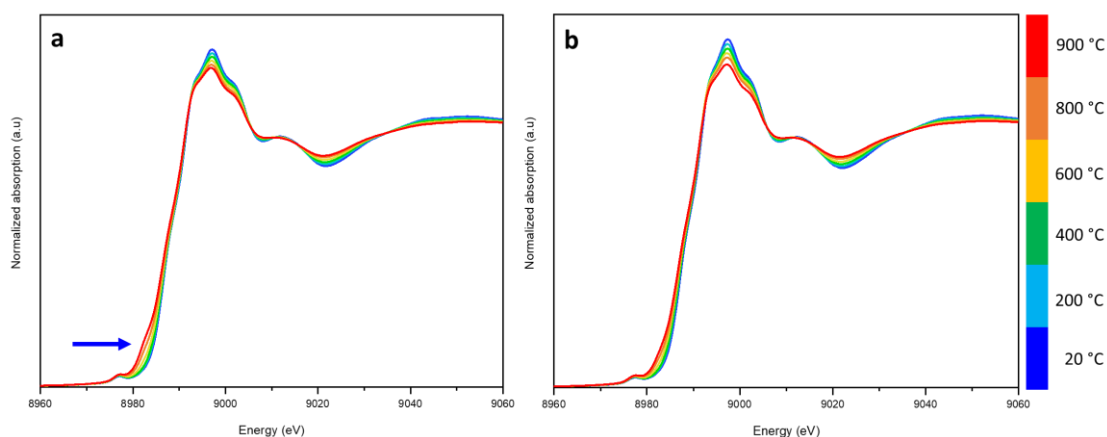 a
Normalized absorption (a.u)
8960 8980 9000 9020 9040 9060
Energy (eV)
b
Normalized absorption (a.u)
8960 8980 9000 9020 9040 9060
Energy (eV)
900 °C
800 °C
600 °C
400 °C
200 °C
20 °C